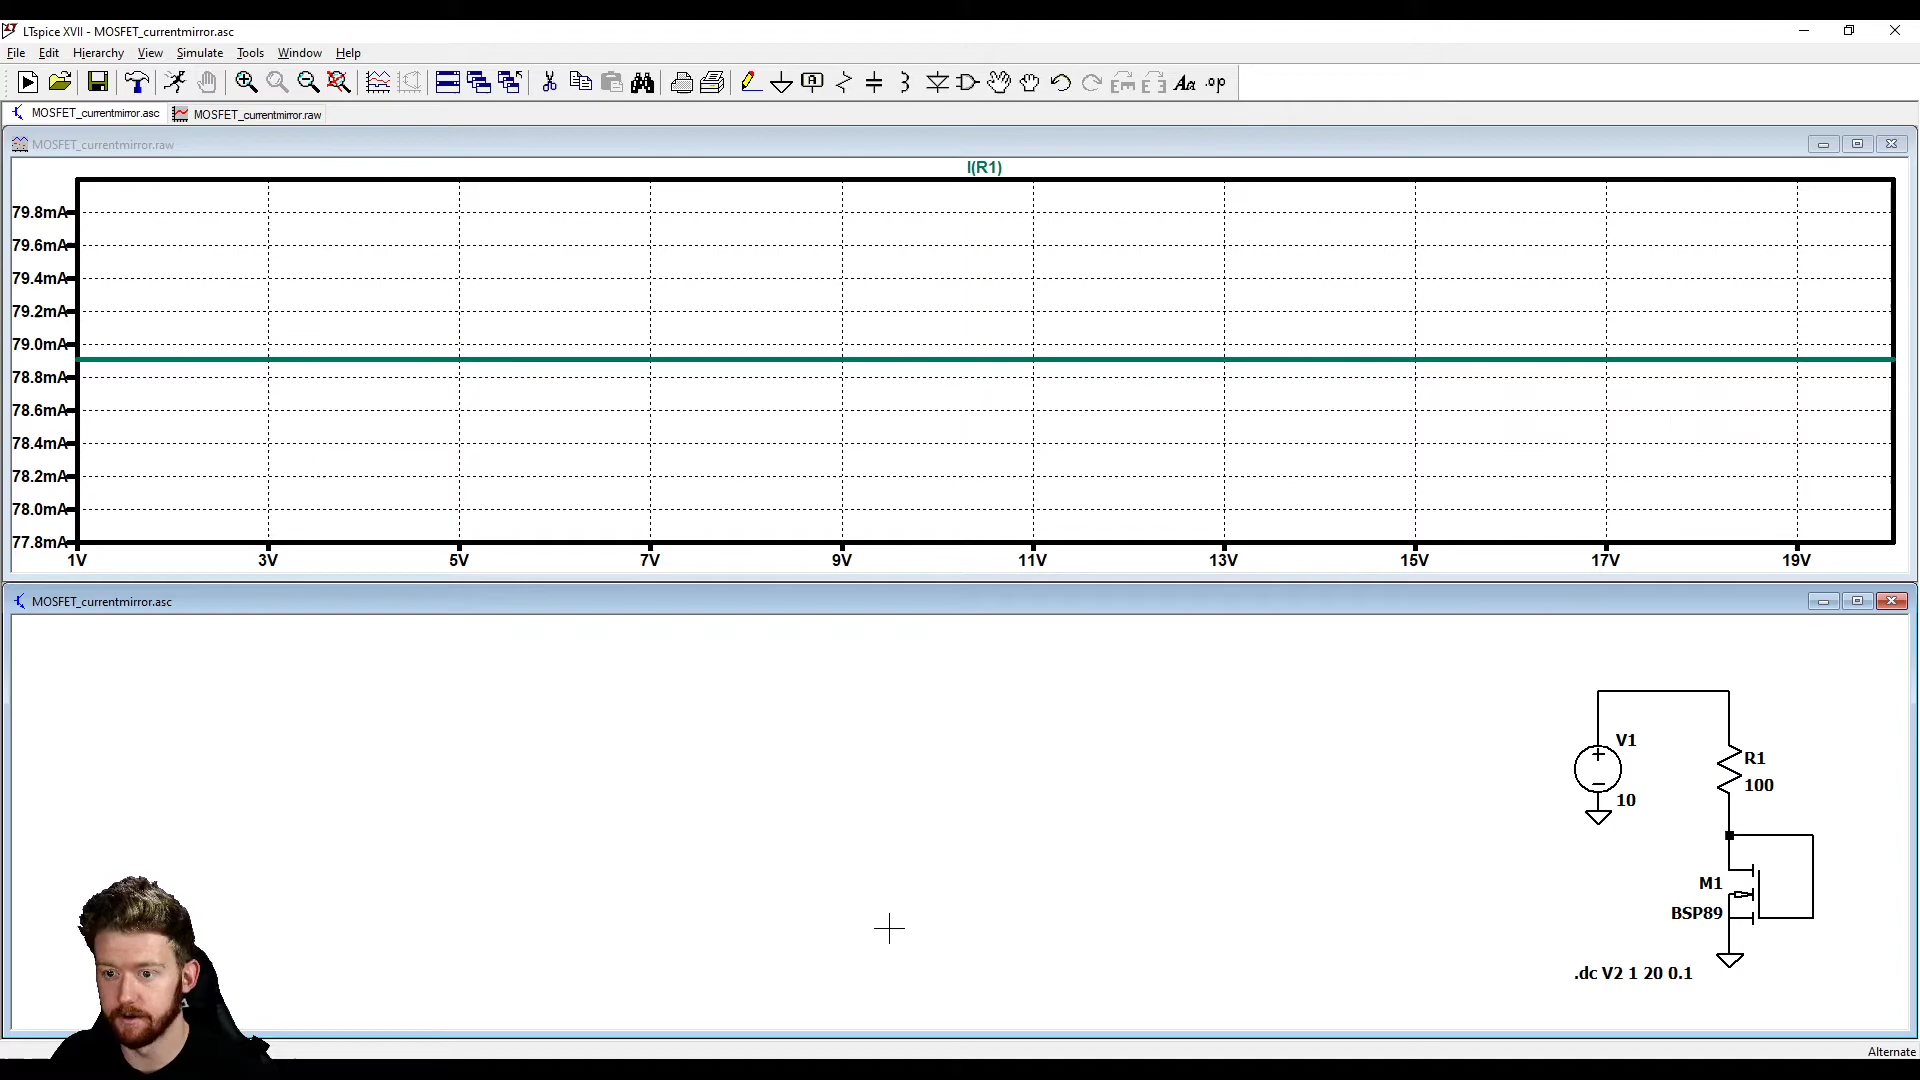 LTspice XVII - MOSFET_currentmirror.asc
File Edit Hierarchy View Simulate Tools Window Help
.op
MOSFET_currentmirror.asc MOSFET_currentmirror.raw
MOSFET_currentmirror.raw
I(R1)
79.8mA
79.6mA
79.4mA
79.2mA
79.0mA
78.8mA
78.6mA
78.4mA
78.2mA
78.0mA
77.8mA
1V 3V 5V 7V 9V 11V 13V 15V 17V 19V
MOSFET_currentmirror.asc
V1
10
R1
100
M1
BSP89
.dc V2 1 20 0.1
Alternate